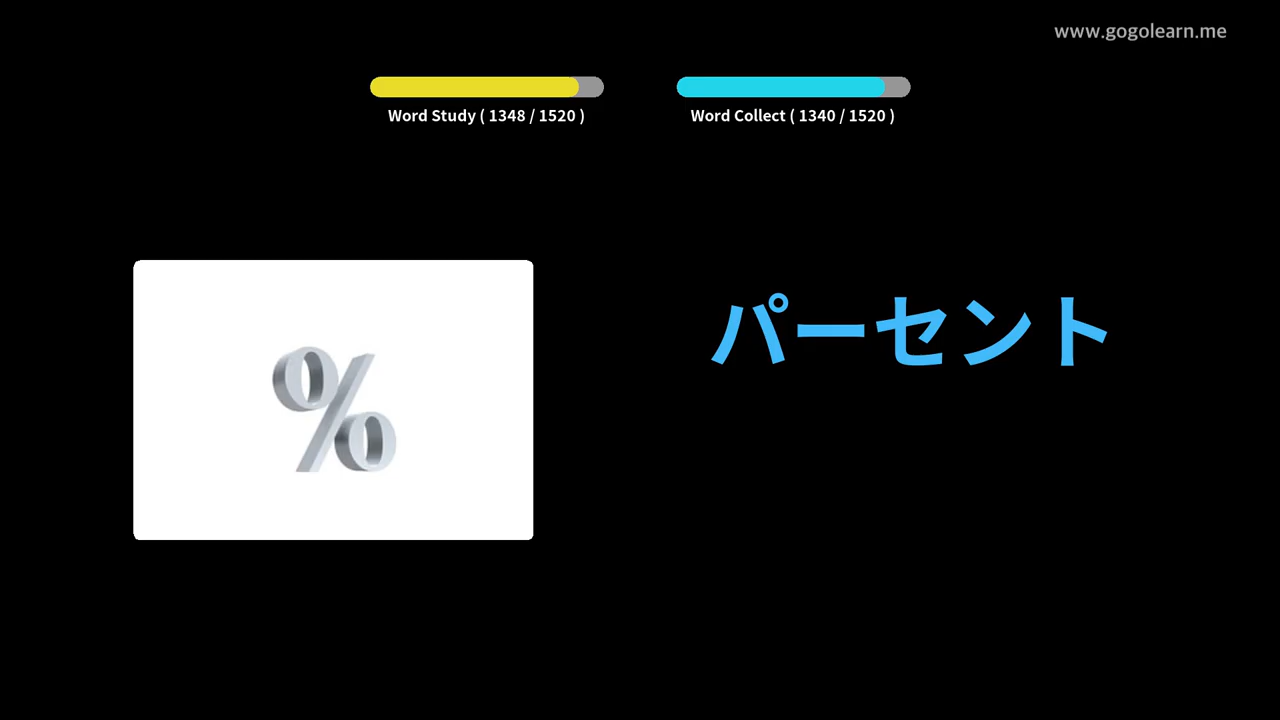 www.gogolearn.me
Word Study ( 1348 / 1520 )
Word Collect ( 1340 / 1520 )
%
パーセント